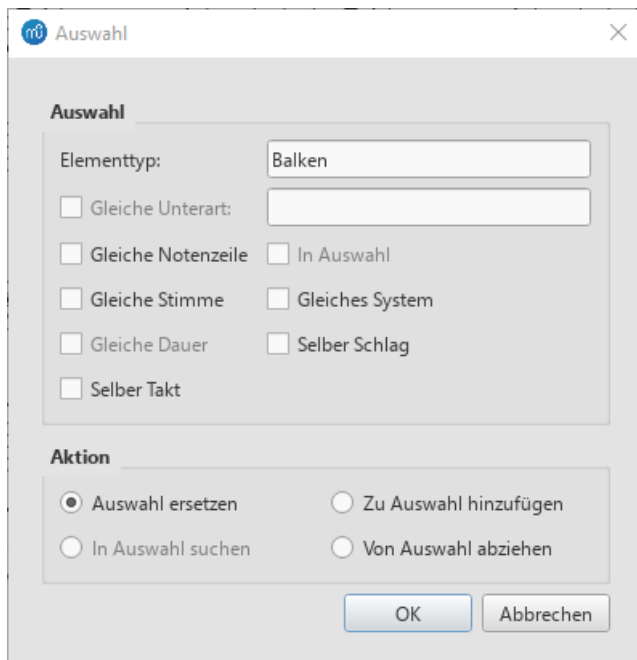 Auswahl
Auswahl
Elementtyp: Balken
Gleiche Unterart:
Gleiche Notenzeile In Auswahl
Gleiche Stimme Gleiches System
Gleiche Dauer Selber Schlag
Selber Takt
Aktion
Auswahl ersetzen Zu Auswahl hinzufügen
In Auswahl suchen Von Auswahl abziehen
OK Abbrechen